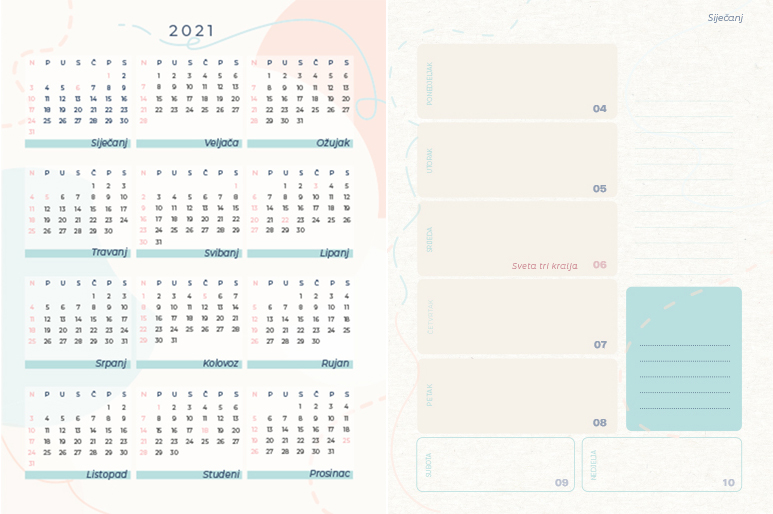 2021
N P U S Č P S
1 2
3 4 5 6 7 8 9
10 11 12 13 14 15 16
17 18 19 20 21 22 23
24 25 26 27 28 29 30
31
Siječanj
N P U S Č P S
1 2 3 4 5 6
7 8 9 10 11 12 13
14 15 16 17 18 19 20
21 22 23 24 25 26 27
28
Veljača
N P U S Č P S
1 2 3 4 5 6
7 8 9 10 11 12 13
14 15 16 17 18 19 20
21 22 23 24 25 26 27
28 29 30 31
Ožujak
N P U S Č P S
1 2 3
4 5 6 7 8 9 10
11 12 13 14 15 16 17
18 19 20 21 22 23 24
25 26 27 28 29 30
Travanj
N P U S Č P S
1
2 3 4 5 6 7 8
9 10 11 12 13 14 15
16 17 18 19 20 21 22
23 24 25 26 27 28 29
30 31
Svibanj
N P U S Č P S
1 2 3 4 5
6 7 8 9 10 11 12
13 14 15 16 17 18 19
20 21 22 23 24 25 26
27 28 29 30
Lipanj
N P U S Č P S
1 2 3
4 5 6 7 8 9 10
11 12 13 14 15 16 17
18 19 20 21 22 23 24
25 26 27 28 29 30 31
Srpanj
N P U S Č P S
1 2 3 4 5 6 7
8 9 10 11 12 13 14
15 16 17 18 19 20 21
22 23 24 25 26 27 28
29 30 31
Kolovoz
N P U S Č P S
1 2 3 4
5 6 7 8 9 10 11
12 13 14 15 16 17 18
19 20 21 22 23 24 25
26 27 28 29 30
Rujan
N P U S Č P S
1 2
3 4 5 6 7 8 9
10 11 12 13 14 15 16
17 18 19 20 21 22 23
24 25 26 27 28 29 30
31
Listopad
N P U S Č P S
1 2 3 4 5 6
7 8 9 10 11 12 13
14 15 16 17 18 19 20
21 22 23 24 25 26 27
28 29 30
Studeni
N P U S Č P S
1 2 3 4
5 6 7 8 9 10 11
12 13 14 15 16 17 18
19 20 21 22 23 24 25
26 27 28 29 30 31
Prosinac
Siječanj
PONEDJELJAK
04
UTORAK
05
SRIJEDA
Sveta tri kralja 06
ČETVRTAK
07
PETAK
08
SUBOTA
09
NEDJELJA
10